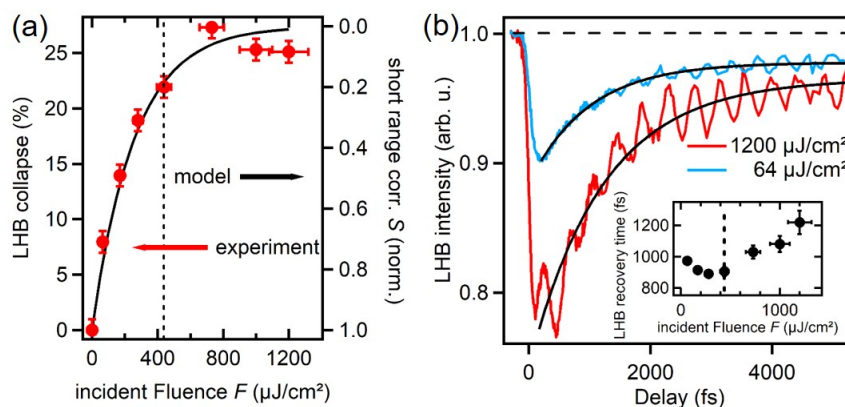 (a)
LHB collapse (%)
25
20
15
10
5
0
0.0
0.2
0.4
0.6
0.8
1.0
short range corr. S (norm.)
model
experiment
0 400 800 1200
incident Fluence F (µJ/cm²)
(b)
LHB intensity (arb. u.)
1.0
0.9
0.8
1200 µJ/cm²
64 µJ/cm²
LHB recovery time (fs)
1200
1000
800
0 1000
incident Fluence F (µJ/cm²)
0 2000 4000
Delay (fs)